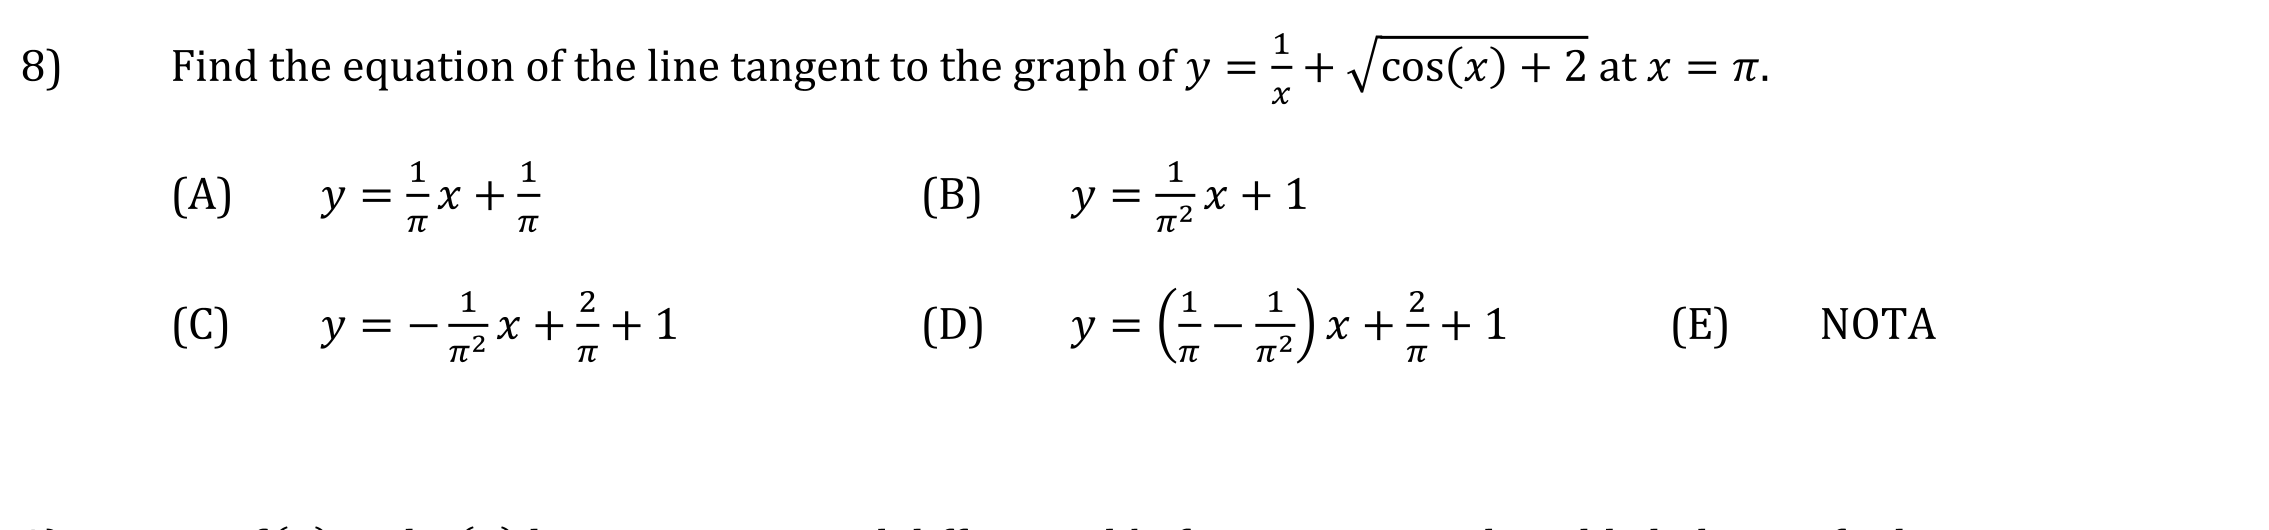 8) Find the equation of the line tangent to the graph of y = 1/x + √(cos(x) + 2) at x = π.
(A) y = 1/π x + 1/π (B) y = 1/π² x + 1
(C) y = −1/π² x + 2/π + 1 (D) y = (1/π − 1/π²) x + 2/π + 1 (E) NOTA